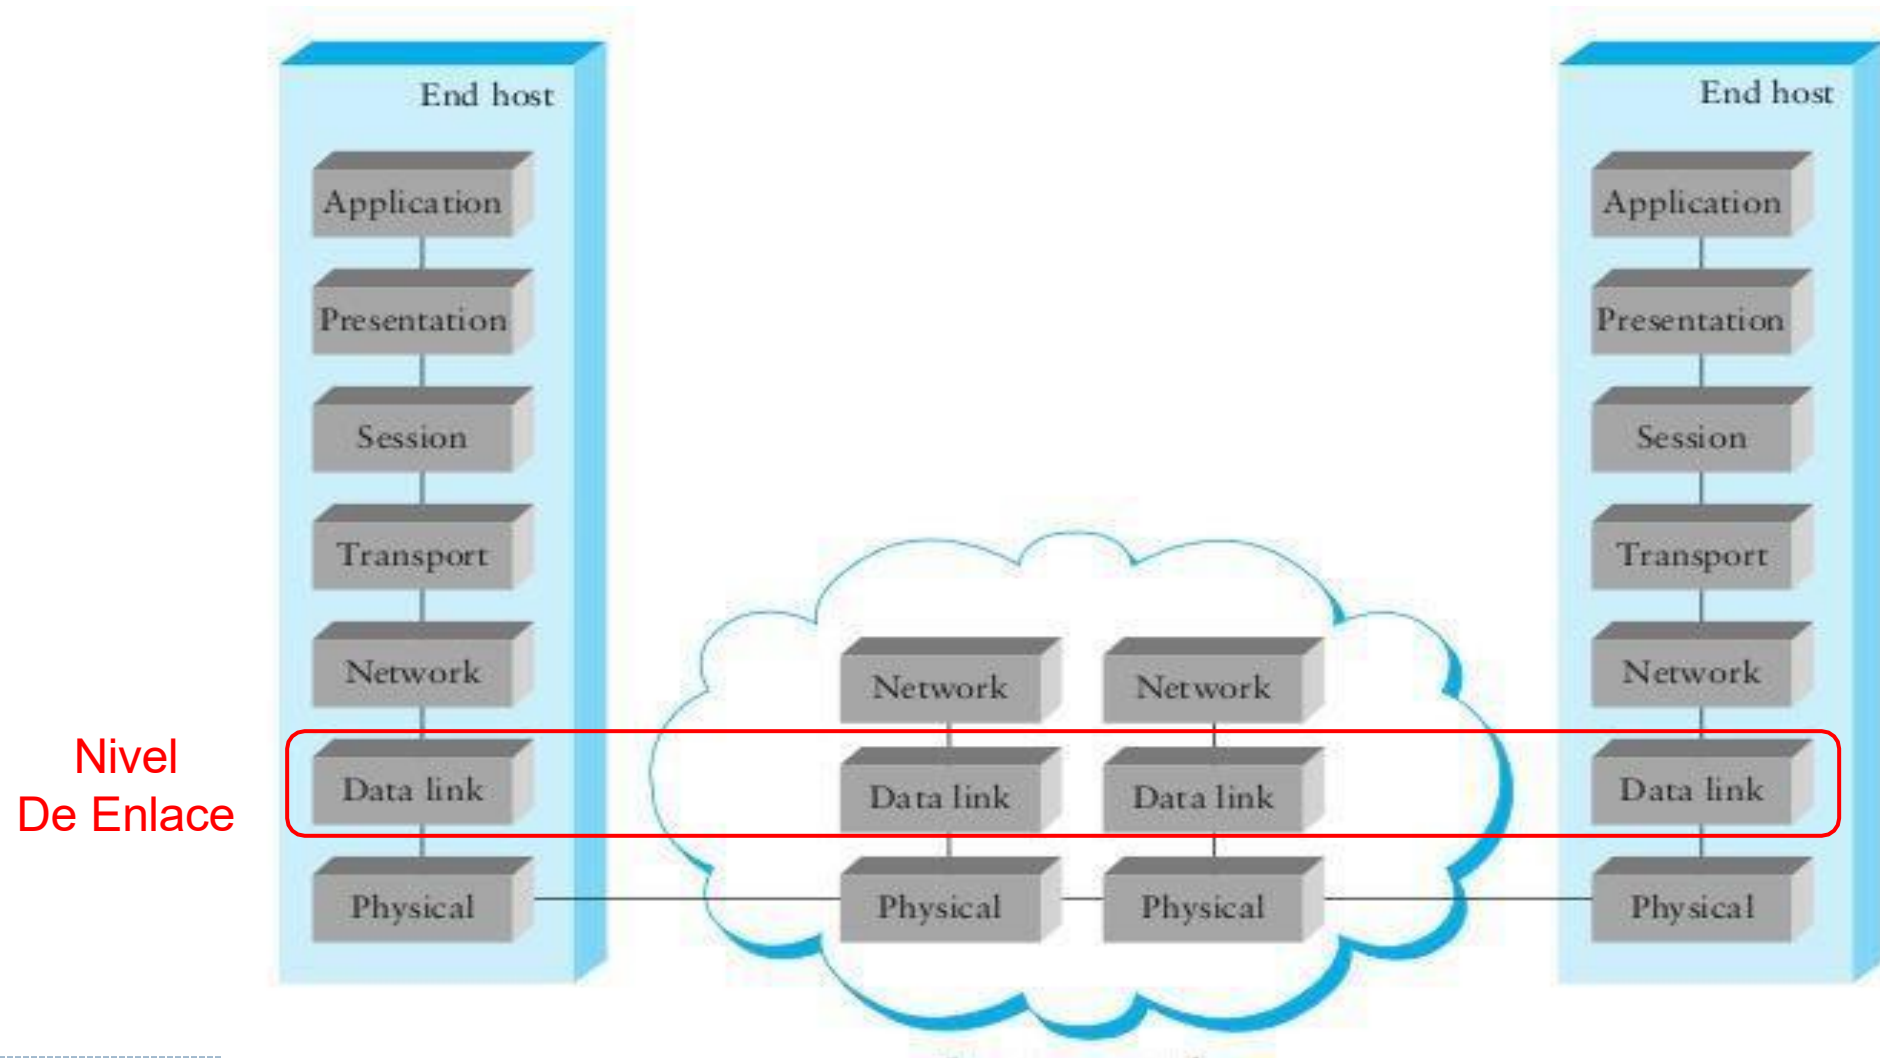 End host
Application
Presentation
Session
Transport
Network
Data link
Physical
Nivel
De Enlace
Network
Data link
Physical
Network
Data link
Physical
End host
Application
Presentation
Session
Transport
Network
Data link
Physical